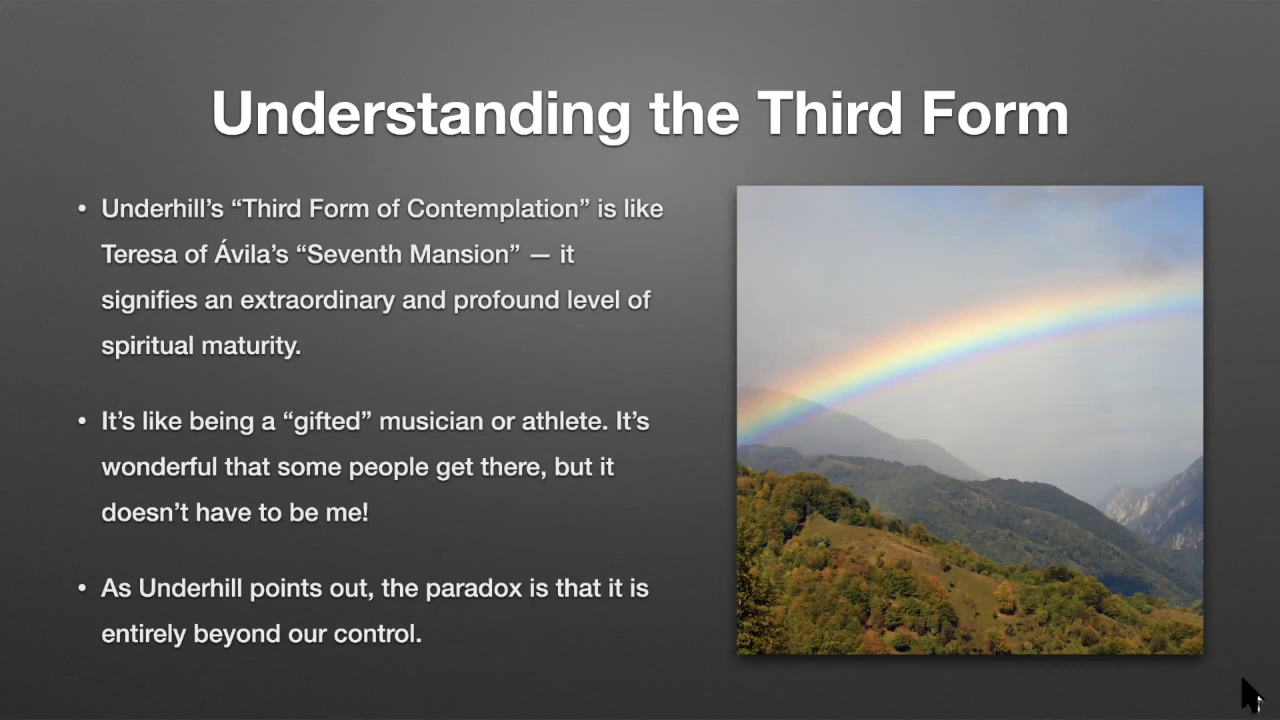 Understanding the Third Form
• Underhill’s “Third Form of Contemplation” is like
Teresa of Ávila’s “Seventh Mansion” — it
signifies an extraordinary and profound level of
spiritual maturity.
• It’s like being a “gifted” musician or athlete. It’s
wonderful that some people get there, but it
doesn’t have to be me!
• As Underhill points out, the paradox is that it is
entirely beyond our control.